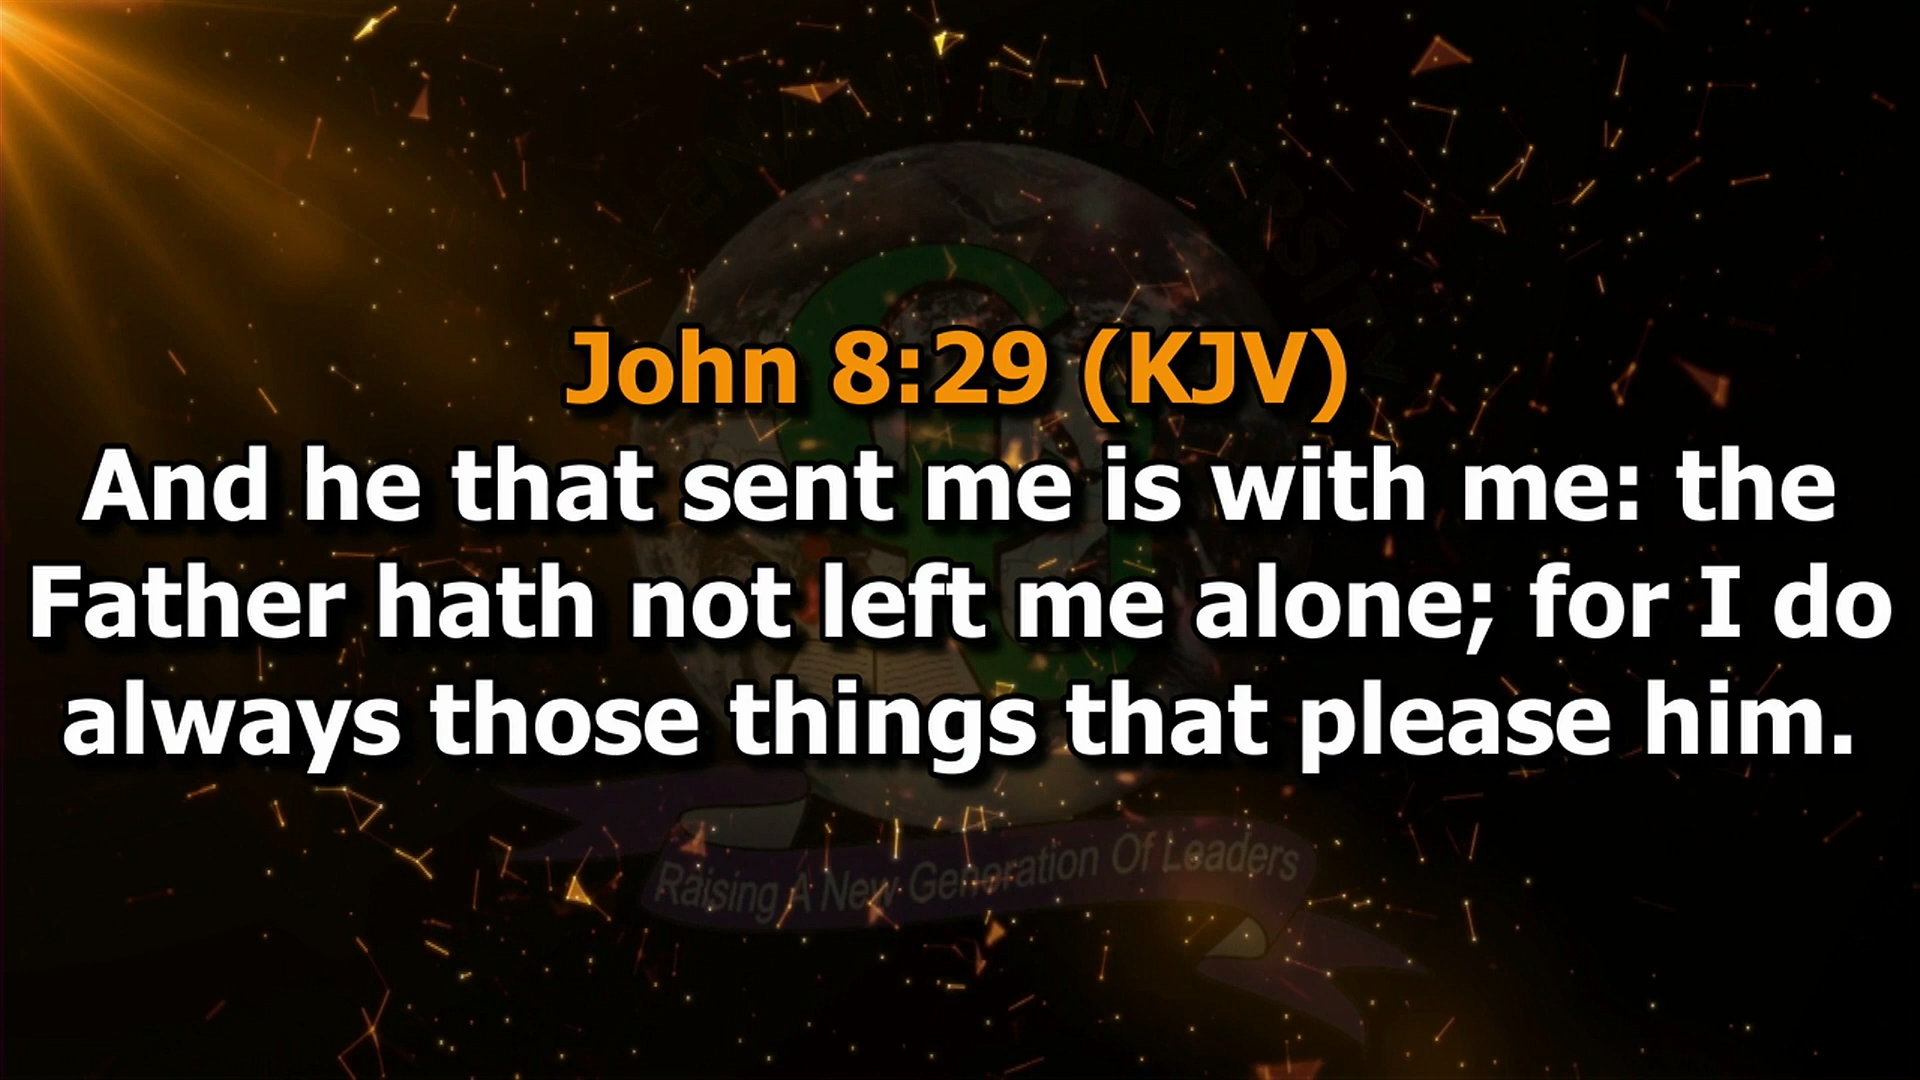 John 8:29 (KJV)
And he that sent me is with me: the
Father hath not left me alone; for I do
always those things that please him.
Raising A New Generation Of Leaders